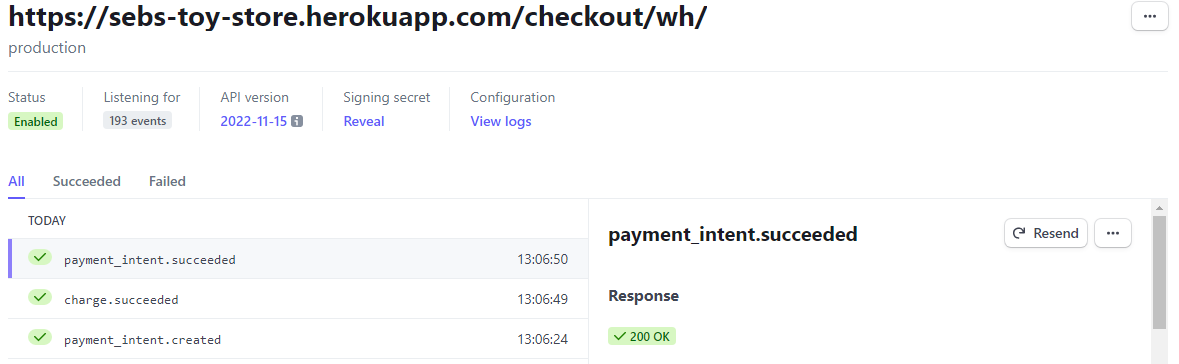 https://sebs-toy-store.herokuapp.com/checkout/wh/
production
Status
Enabled
Listening for
193 events
API version
2022-11-15
Signing secret
Reveal
Configuration
View logs
All Succeeded Failed
TODAY
payment_intent.succeeded 13:06:50
charge.succeeded 13:06:49
payment_intent.created 13:06:24
payment_intent.succeeded
Resend
Response
200 OK